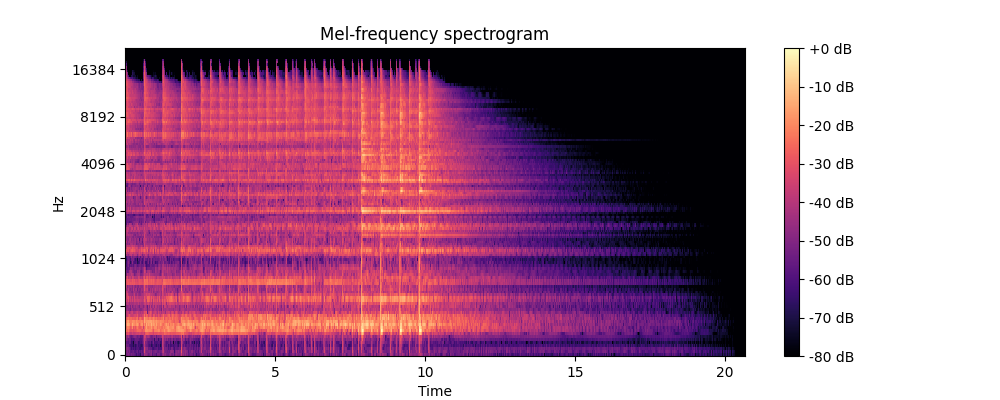 Mel-frequency spectrogram
Hz
16384
8192
4096
2048
1024
512
0
0 5 10 15 20
Time
+0 dB
-10 dB
-20 dB
-30 dB
-40 dB
-50 dB
-60 dB
-70 dB
-80 dB